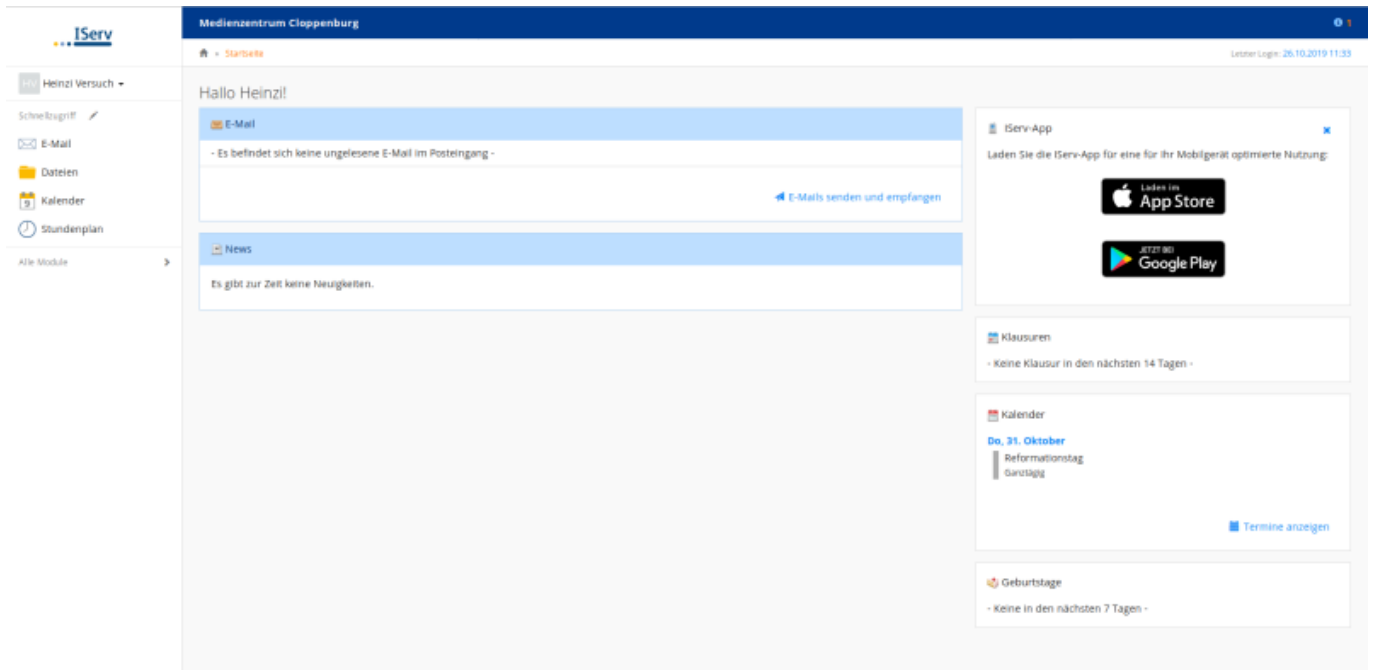 IServ
Medienzentrum Cloppenburg
1
» Startseite
Letzter Login: 26.10.2019 11:33
HV Heinzi Versuch
Schnellzugriff
E-Mail
Dateien
9 Kalender
Stundenplan
Alle Module
Hallo Heinzi!
E-Mail
- Es befindet sich keine ungelesene E-Mail im Posteingang -
E-Mails senden und empfangen
News
Es gibt zur Zeit keine Neuigkeiten.
IServ-App
Laden Sie die IServ-App für eine für Ihr Mobilgerät optimierte Nutzung:
Laden im
App Store
JETZT BEI
Google Play
Klausuren
- Keine Klausur in den nächsten 14 Tagen -
Kalender
Do, 31. Oktober
Reformationstag
Ganztägig
Termine anzeigen
Geburtstage
- Keine in den nächsten 7 Tagen -